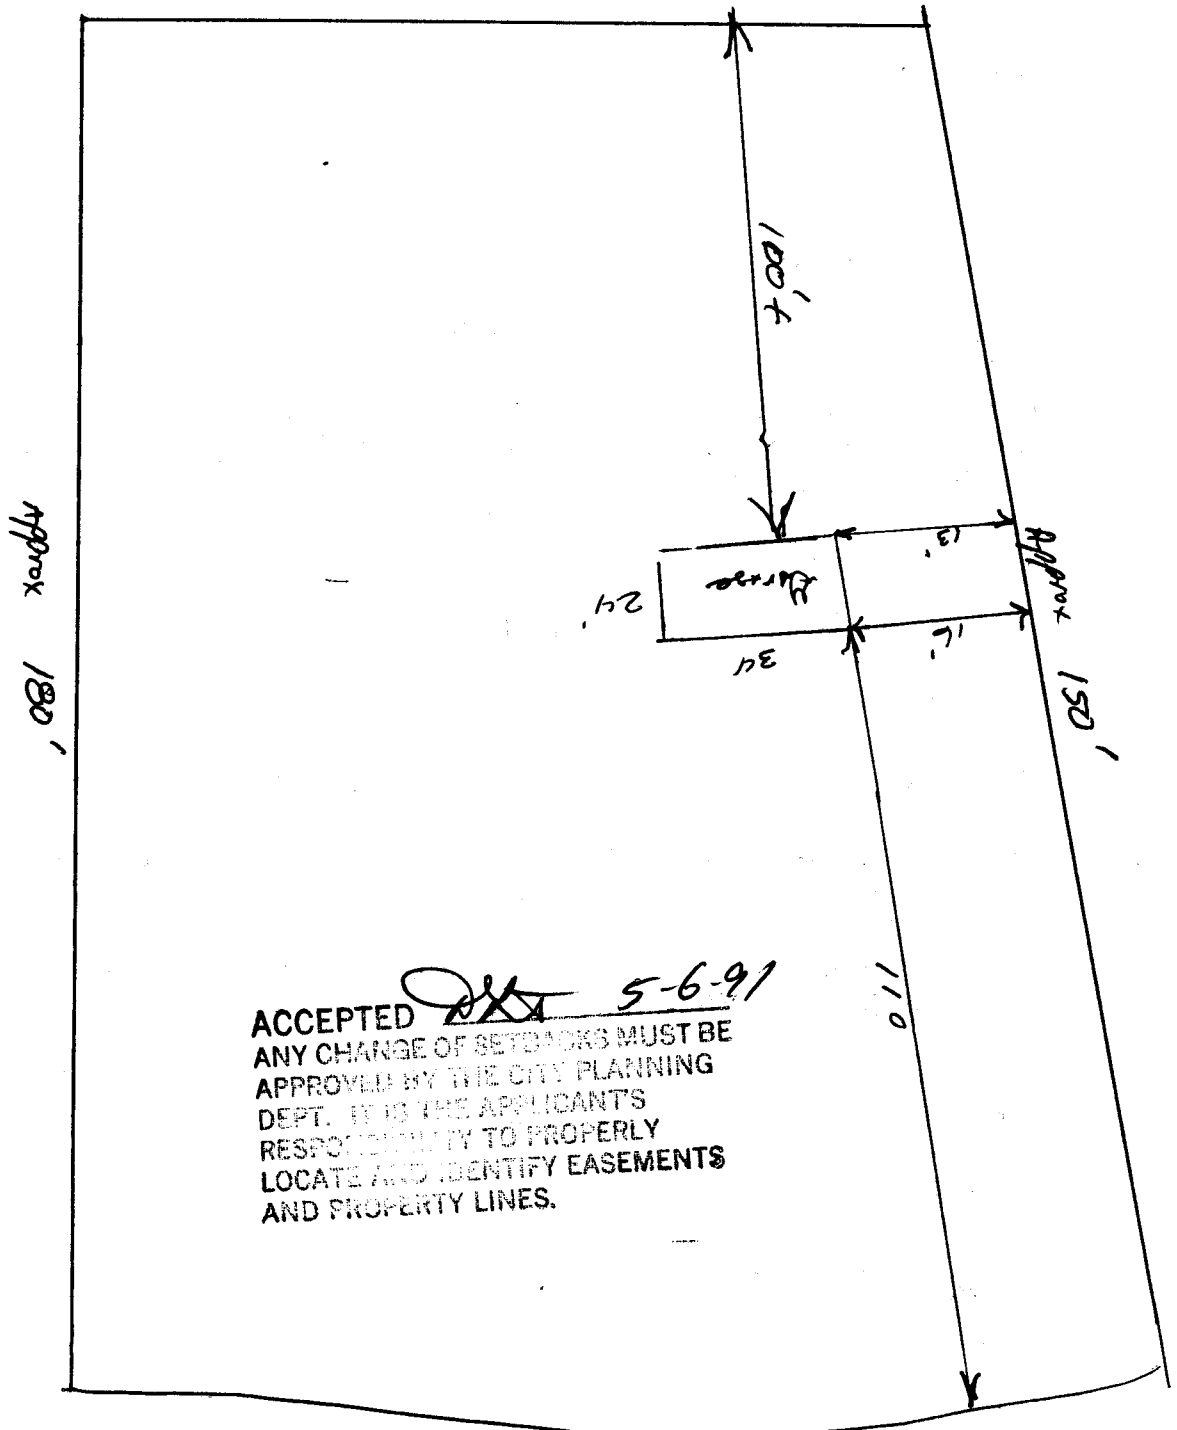 100'+
Approx 150'
13'
Garage
24'
16'
34
Approx 180'
110
ACCEPTED 5-6-91
ANY CHANGE OF SETBACKS MUST BE
APPROVED BY THE CITY PLANNING
DEPT. IT IS THE APPLICANT'S
RESPONSIBILITY TO PROPERLY
LOCATE AND IDENTIFY EASEMENTS
AND PROPERTY LINES.